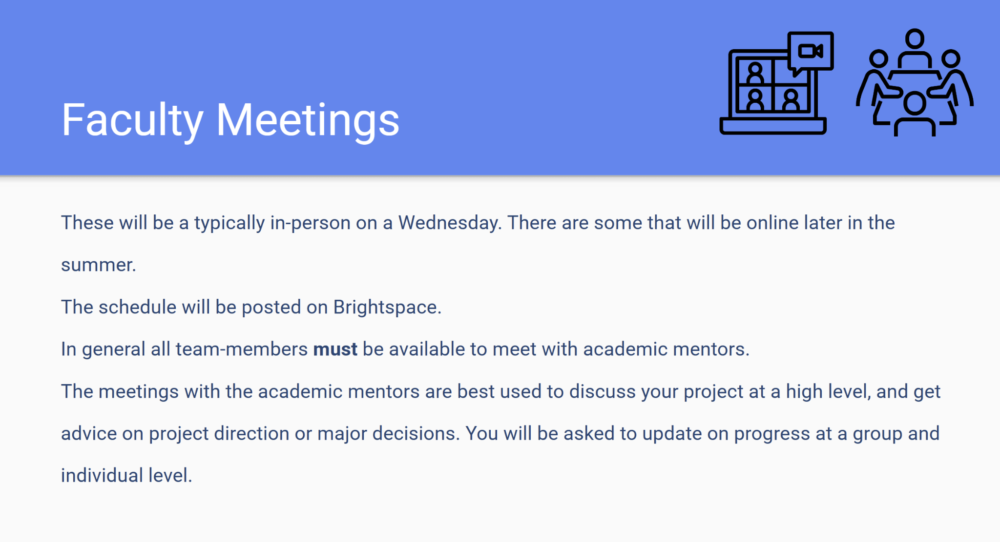 Faculty Meetings
These will be a typically in-person on a Wednesday. There are some that will be online later in the
summer.
The schedule will be posted on Brightspace.
In general all team-members must be available to meet with academic mentors.
The meetings with the academic mentors are best used to discuss your project at a high level, and get
advice on project direction or major decisions. You will be asked to update on progress at a group and
individual level.